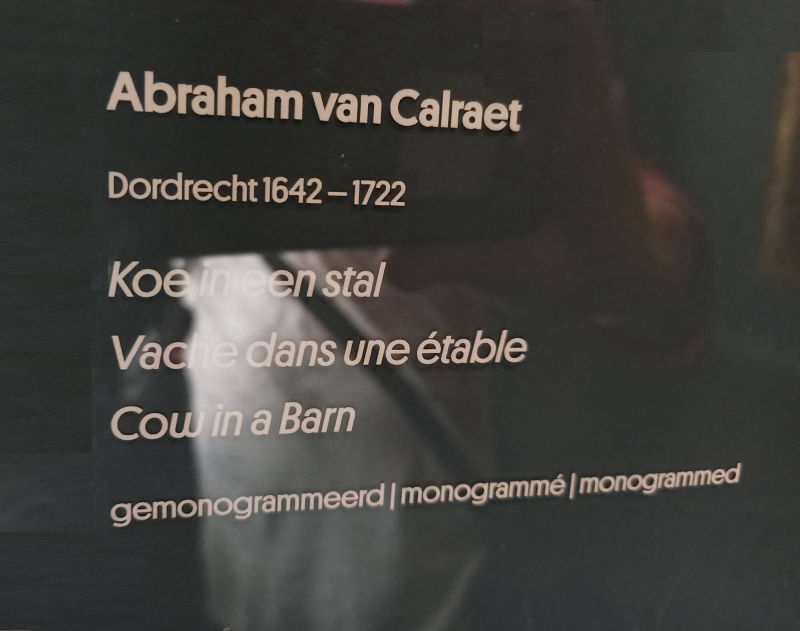 Abraham van Calraet
Dordrecht 1642 – 1722
Koe in een stal
Vache dans une étable
Cow in a Barn
gemonogrammeerd | monogrammé | monogrammed